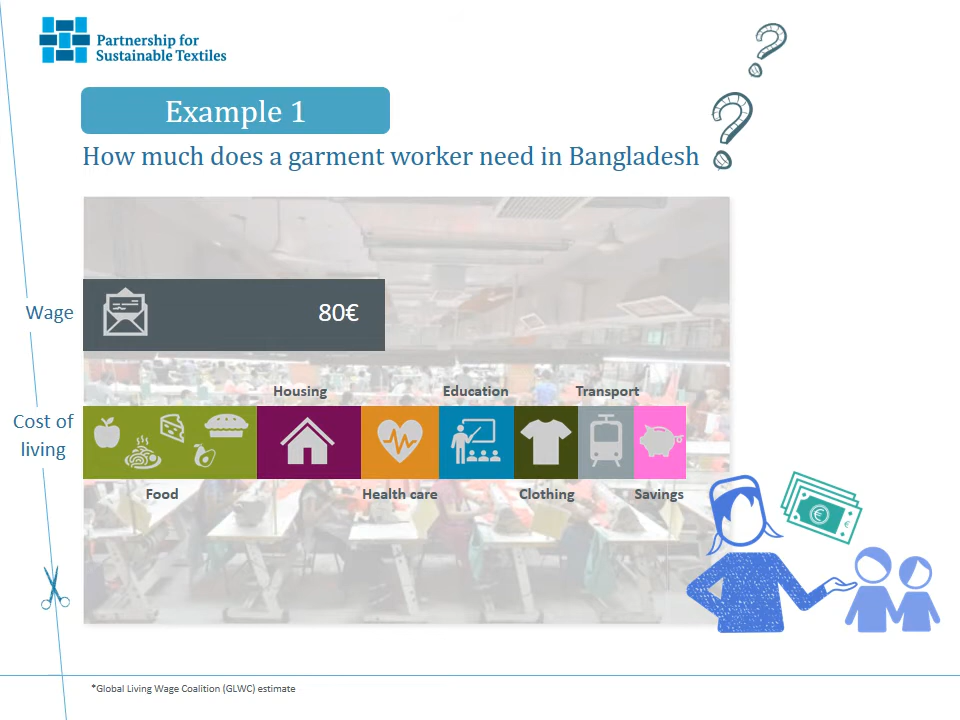 Partnership for
Sustainable Textiles
Example 1
How much does a garment worker need in Bangladesh
Wage
80€
Housing
Education
Transport
Cost of
living
Food
Health care
Clothing
Savings
*Global Living Wage Coalition (GLWC) estimate